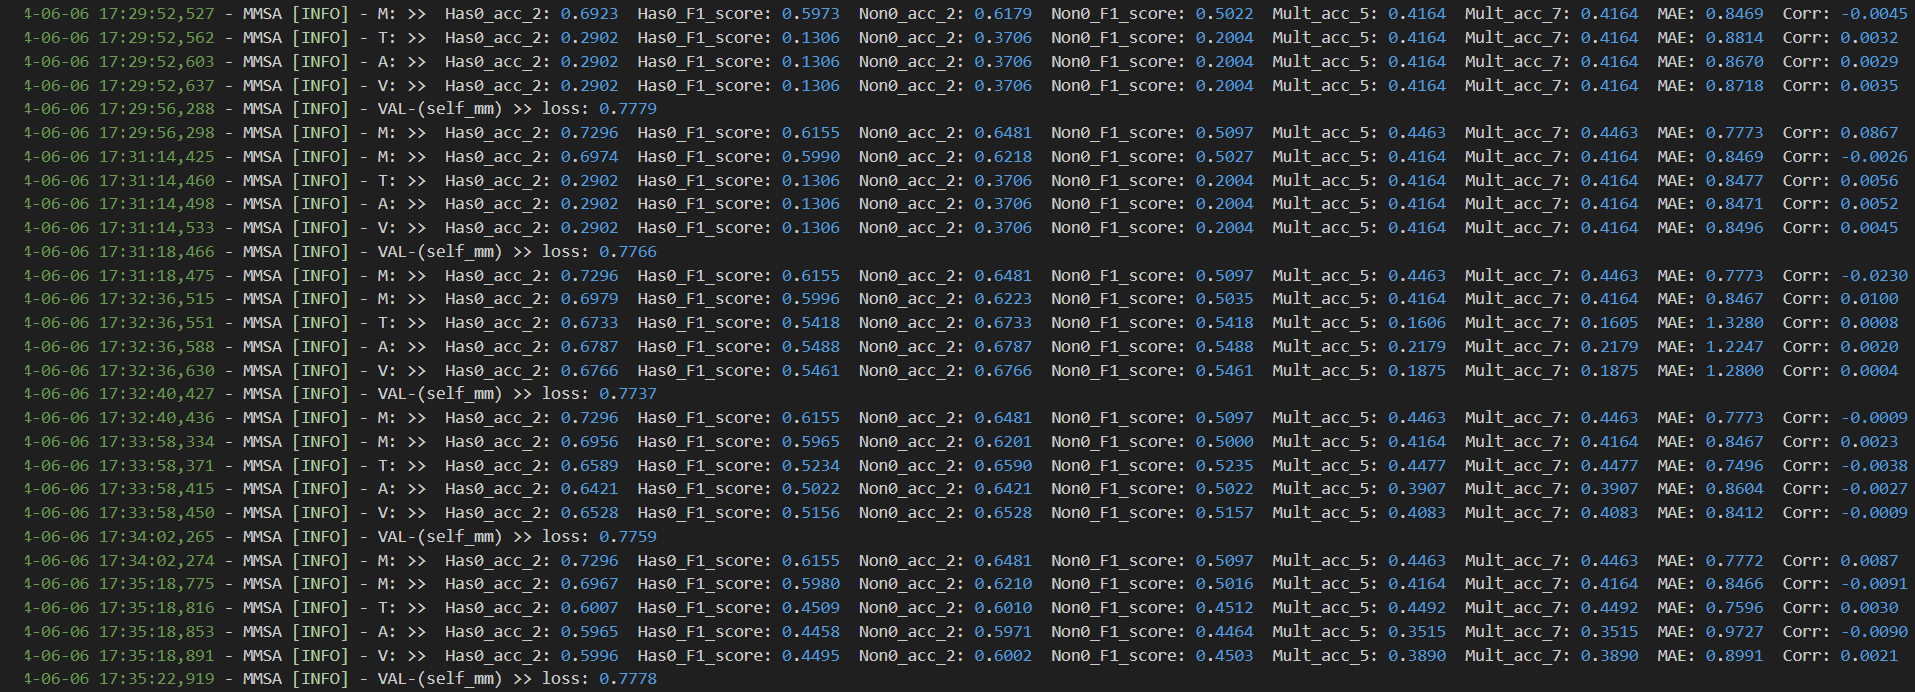 4-06-06 17:29:52,527 - MMSA [INFO] - M: >> Has0_acc_2: 0.6923 Has0_F1_score: 0.5973 Non0_acc_2: 0.6179 Non0_F1_score: 0.5022 Mult_acc_5: 0.4164 Mult_acc_7: 0.4164 MAE: 0.8469 Corr: -0.0045
4-06-06 17:29:52,562 - MMSA [INFO] - T: >> Has0_acc_2: 0.2902 Has0_F1_score: 0.1306 Non0_acc_2: 0.3706 Non0_F1_score: 0.2004 Mult_acc_5: 0.4164 Mult_acc_7: 0.4164 MAE: 0.8814 Corr: 0.0032
4-06-06 17:29:52,603 - MMSA [INFO] - A: >> Has0_acc_2: 0.2902 Has0_F1_score: 0.1306 Non0_acc_2: 0.3706 Non0_F1_score: 0.2004 Mult_acc_5: 0.4164 Mult_acc_7: 0.4164 MAE: 0.8670 Corr: 0.0029
4-06-06 17:29:52,637 - MMSA [INFO] - V: >> Has0_acc_2: 0.2902 Has0_F1_score: 0.1306 Non0_acc_2: 0.3706 Non0_F1_score: 0.2004 Mult_acc_5: 0.4164 Mult_acc_7: 0.4164 MAE: 0.8718 Corr: 0.0035
4-06-06 17:29:56,288 - MMSA [INFO] - VAL-(self_mm) >> loss: 0.7779
4-06-06 17:29:56,298 - MMSA [INFO] - M: >> Has0_acc_2: 0.7296 Has0_F1_score: 0.6155 Non0_acc_2: 0.6481 Non0_F1_score: 0.5097 Mult_acc_5: 0.4463 Mult_acc_7: 0.4463 MAE: 0.7773 Corr: 0.0867
4-06-06 17:31:14,425 - MMSA [INFO] - M: >> Has0_acc_2: 0.6974 Has0_F1_score: 0.5990 Non0_acc_2: 0.6218 Non0_F1_score: 0.5027 Mult_acc_5: 0.4164 Mult_acc_7: 0.4164 MAE: 0.8469 Corr: -0.0026
4-06-06 17:31:14,460 - MMSA [INFO] - T: >> Has0_acc_2: 0.2902 Has0_F1_score: 0.1306 Non0_acc_2: 0.3706 Non0_F1_score: 0.2004 Mult_acc_5: 0.4164 Mult_acc_7: 0.4164 MAE: 0.8477 Corr: 0.0056
4-06-06 17:31:14,498 - MMSA [INFO] - A: >> Has0_acc_2: 0.2902 Has0_F1_score: 0.1306 Non0_acc_2: 0.3706 Non0_F1_score: 0.2004 Mult_acc_5: 0.4164 Mult_acc_7: 0.4164 MAE: 0.8471 Corr: 0.0052
4-06-06 17:31:14,533 - MMSA [INFO] - V: >> Has0_acc_2: 0.2902 Has0_F1_score: 0.1306 Non0_acc_2: 0.3706 Non0_F1_score: 0.2004 Mult_acc_5: 0.4164 Mult_acc_7: 0.4164 MAE: 0.8496 Corr: 0.0045
4-06-06 17:31:18,466 - MMSA [INFO] - VAL-(self_mm) >> loss: 0.7766
4-06-06 17:31:18,475 - MMSA [INFO] - M: >> Has0_acc_2: 0.7296 Has0_F1_score: 0.6155 Non0_acc_2: 0.6481 Non0_F1_score: 0.5097 Mult_acc_5: 0.4463 Mult_acc_7: 0.4463 MAE: 0.7773 Corr: -0.0230
4-06-06 17:32:36,515 - MMSA [INFO] - M: >> Has0_acc_2: 0.6979 Has0_F1_score: 0.5996 Non0_acc_2: 0.6223 Non0_F1_score: 0.5035 Mult_acc_5: 0.4164 Mult_acc_7: 0.4164 MAE: 0.8467 Corr: 0.0100
4-06-06 17:32:36,551 - MMSA [INFO] - T: >> Has0_acc_2: 0.6733 Has0_F1_score: 0.5418 Non0_acc_2: 0.6733 Non0_F1_score: 0.5418 Mult_acc_5: 0.1606 Mult_acc_7: 0.1605 MAE: 1.3280 Corr: 0.0008
4-06-06 17:32:36,588 - MMSA [INFO] - A: >> Has0_acc_2: 0.6787 Has0_F1_score: 0.5488 Non0_acc_2: 0.6787 Non0_F1_score: 0.5488 Mult_acc_5: 0.2179 Mult_acc_7: 0.2179 MAE: 1.2247 Corr: 0.0020
4-06-06 17:32:36,630 - MMSA [INFO] - V: >> Has0_acc_2: 0.6766 Has0_F1_score: 0.5461 Non0_acc_2: 0.6766 Non0_F1_score: 0.5461 Mult_acc_5: 0.1875 Mult_acc_7: 0.1875 MAE: 1.2800 Corr: 0.0004
4-06-06 17:32:40,427 - MMSA [INFO] - VAL-(self_mm) >> loss: 0.7737
4-06-06 17:32:40,436 - MMSA [INFO] - M: >> Has0_acc_2: 0.7296 Has0_F1_score: 0.6155 Non0_acc_2: 0.6481 Non0_F1_score: 0.5097 Mult_acc_5: 0.4463 Mult_acc_7: 0.4463 MAE: 0.7773 Corr: -0.0009
4-06-06 17:33:58,334 - MMSA [INFO] - M: >> Has0_acc_2: 0.6956 Has0_F1_score: 0.5965 Non0_acc_2: 0.6201 Non0_F1_score: 0.5000 Mult_acc_5: 0.4164 Mult_acc_7: 0.4164 MAE: 0.8467 Corr: 0.0023
4-06-06 17:33:58,371 - MMSA [INFO] - T: >> Has0_acc_2: 0.6589 Has0_F1_score: 0.5234 Non0_acc_2: 0.6590 Non0_F1_score: 0.5235 Mult_acc_5: 0.4477 Mult_acc_7: 0.4477 MAE: 0.7496 Corr: -0.0038
4-06-06 17:33:58,415 - MMSA [INFO] - A: >> Has0_acc_2: 0.6421 Has0_F1_score: 0.5022 Non0_acc_2: 0.6421 Non0_F1_score: 0.5022 Mult_acc_5: 0.3907 Mult_acc_7: 0.3907 MAE: 0.8604 Corr: -0.0027
4-06-06 17:33:58,450 - MMSA [INFO] - V: >> Has0_acc_2: 0.6528 Has0_F1_score: 0.5156 Non0_acc_2: 0.6528 Non0_F1_score: 0.5157 Mult_acc_5: 0.4083 Mult_acc_7: 0.4083 MAE: 0.8412 Corr: -0.0009
4-06-06 17:34:02,265 - MMSA [INFO] - VAL-(self_mm) >> loss: 0.7759
4-06-06 17:34:02,274 - MMSA [INFO] - M: >> Has0_acc_2: 0.7296 Has0_F1_score: 0.6155 Non0_acc_2: 0.6481 Non0_F1_score: 0.5097 Mult_acc_5: 0.4463 Mult_acc_7: 0.4463 MAE: 0.7772 Corr: 0.0087
4-06-06 17:35:18,775 - MMSA [INFO] - M: >> Has0_acc_2: 0.6967 Has0_F1_score: 0.5980 Non0_acc_2: 0.6210 Non0_F1_score: 0.5016 Mult_acc_5: 0.4164 Mult_acc_7: 0.4164 MAE: 0.8466 Corr: -0.0091
4-06-06 17:35:18,816 - MMSA [INFO] - T: >> Has0_acc_2: 0.6007 Has0_F1_score: 0.4509 Non0_acc_2: 0.6010 Non0_F1_score: 0.4512 Mult_acc_5: 0.4492 Mult_acc_7: 0.4492 MAE: 0.7596 Corr: 0.0030
4-06-06 17:35:18,853 - MMSA [INFO] - A: >> Has0_acc_2: 0.5965 Has0_F1_score: 0.4458 Non0_acc_2: 0.5971 Non0_F1_score: 0.4464 Mult_acc_5: 0.3515 Mult_acc_7: 0.3515 MAE: 0.9727 Corr: -0.0090
4-06-06 17:35:18,891 - MMSA [INFO] - V: >> Has0_acc_2: 0.5996 Has0_F1_score: 0.4495 Non0_acc_2: 0.6002 Non0_F1_score: 0.4503 Mult_acc_5: 0.3890 Mult_acc_7: 0.3890 MAE: 0.8991 Corr: 0.0021
4-06-06 17:35:22,919 - MMSA [INFO] - VAL-(self_mm) >> loss: 0.7778